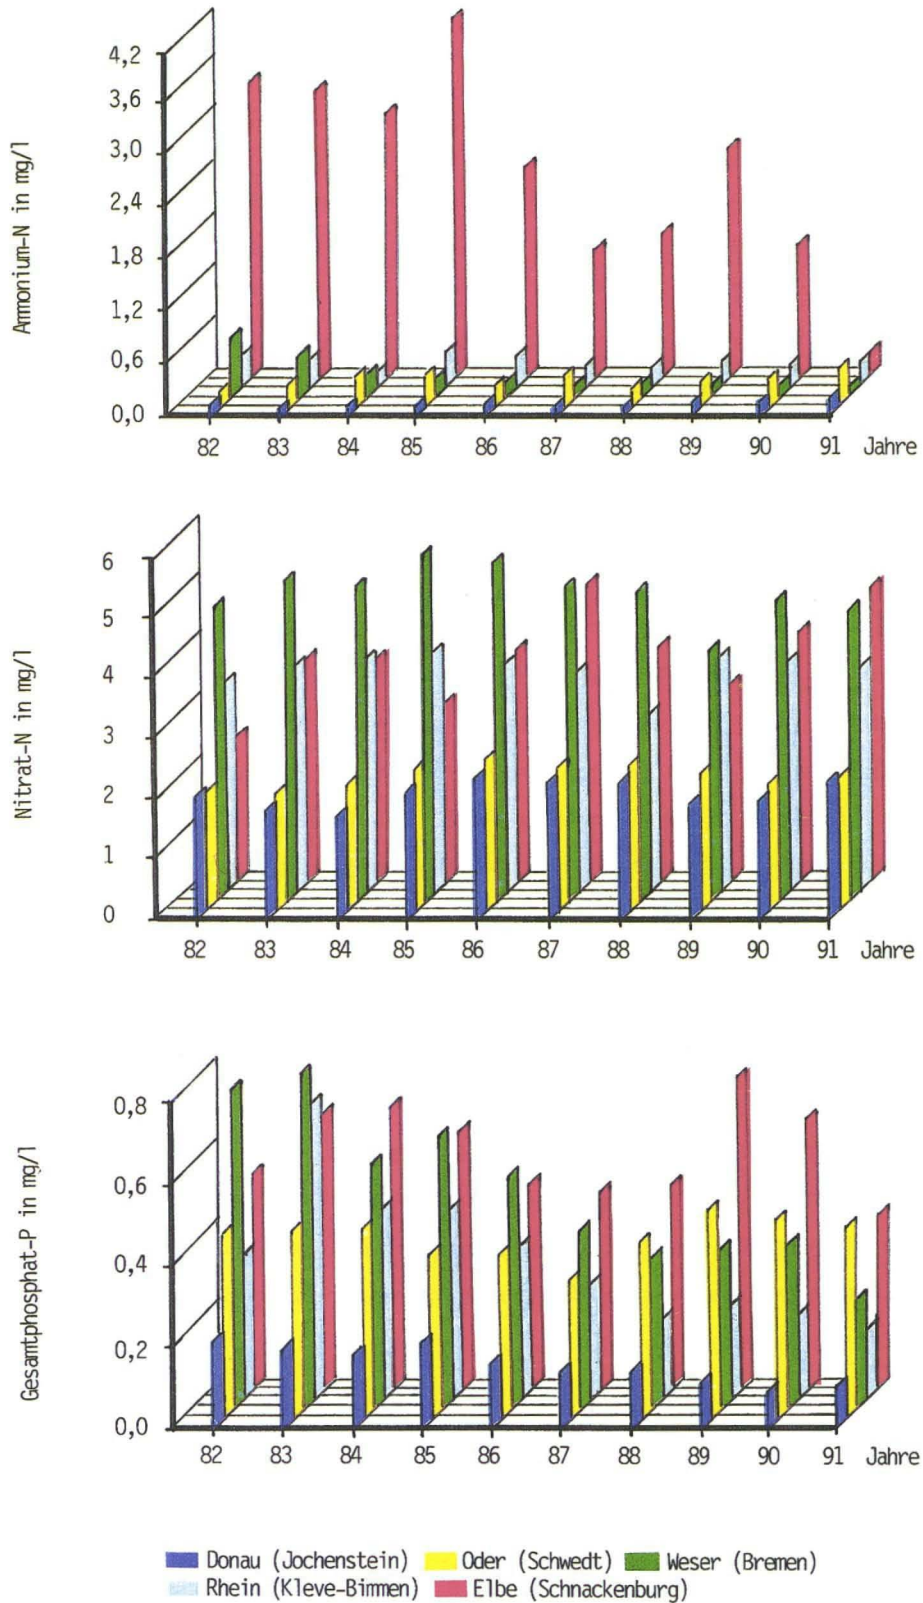 Ammonium-N in mg/l
4,2
3,6
3,0
2,4
1,8
1,2
0,6
0,0
82 83 84 85 86 87 88 89 90 91 Jahre
Nitrat-N in mg/l
6
5
4
3
2
1
0
82 83 84 85 86 87 88 89 90 91 Jahre
Gesamtphosphat-P in mg/l
0,8
0,6
0,4
0,2
0,0
82 83 84 85 86 87 88 89 90 91 Jahre
Donau (Jochenstein) Oder (Schwedt) Weser (Bremen)
Rhein (Kleve-Bimmen) Elbe (Schnackenburg)